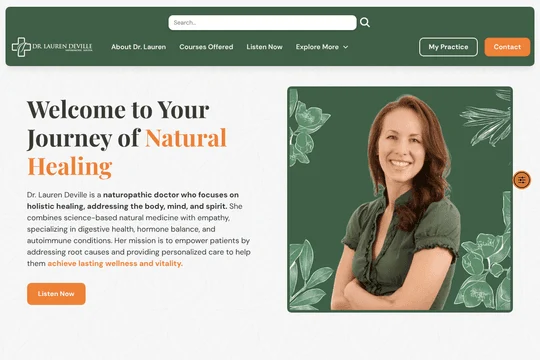 Search..
DR. LAUREN DEVILLE
About Dr. Lauren
Courses Offered
Listen Now
Explore More
My Practice
Contact
Welcome to Your
Journey of Natural
Healing
Dr. Lauren Deville is a naturopathic doctor who focuses on
holistic healing, addressing the body, mind, and spirit. She
combines science-based natural medicine with empathy,
specializing in digestive health, hormone balance, and
autoimmune conditions. Her mission is to empower patients by
addressing root causes and providing personalized care to help
them achieve lasting wellness and vitality.
Listen Now